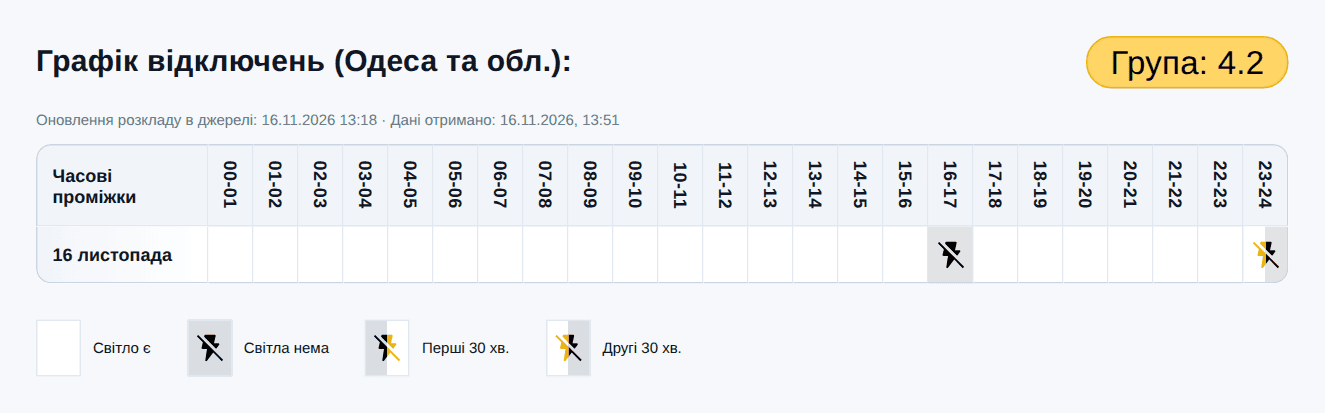 Графік відключень (Одеса та обл.):
Група: 4.2
Оновлення розкладу в джерелі: 16.11.2026 13:18 · Дані отримано: 16.11.2026, 13:51
Часові
проміжки
00-01
01-02
02-03
03-04
04-05
05-06
06-07
07-08
08-09
09-10
10-11
11-12
12-13
13-14
14-15
15-16
16-17
17-18
18-19
19-20
20-21
21-22
22-23
23-24
16 листопада
Світло є
Світла нема
Перші 30 хв.
Другі 30 хв.